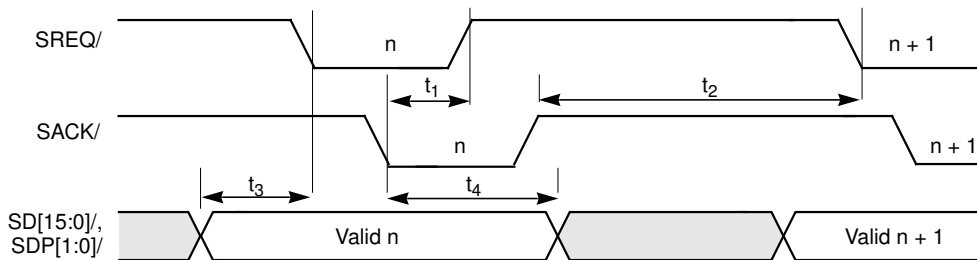 SREQ/
n
n + 1
t1
t2
SACK/
n
n + 1
t3
t4
SD[15:0]/,
SDP[1:0]/
Valid n
Valid n + 1